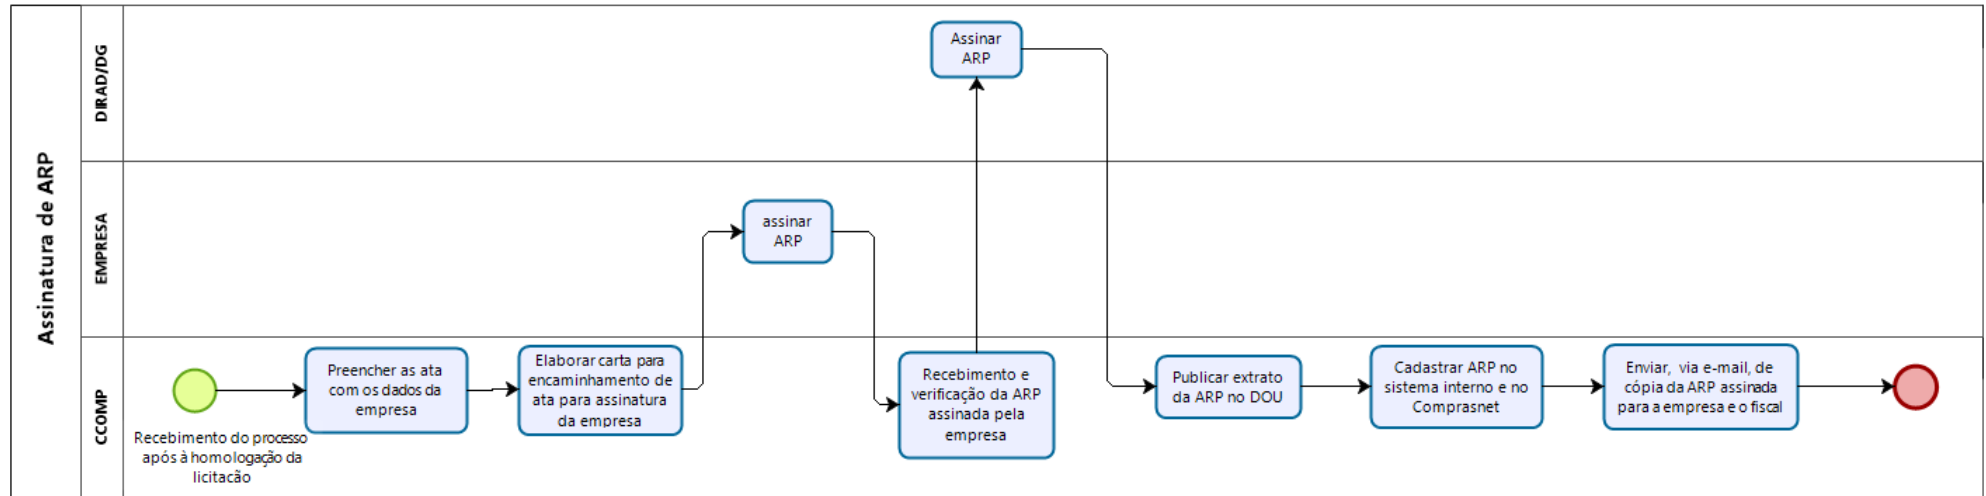 Assinatura de ARP
DIRAD/DG
Assinar
ARP
EMPRESA
assinar
ARP
CCOMP
Recebimento do processo
após à homologação da
licitacão
Preencher as ata
com os dados da
empresa
Elaborar carta para
encaminhamento de
ata para assinatura
da empresa
Recebimento e
verificação da ARP
assinada pela
empresa
Publicar extrato
da ARP no DOU
Cadastrar ARP no
sistema interno e no
Comprasnet
Enviar, via e-mail, de
cópia da ARP assinada
para a empresa e o fiscal